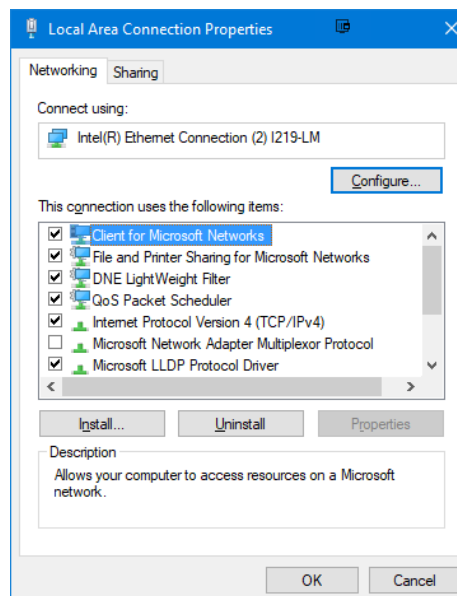 Local Area Connection Properties
Networking
Sharing
Connect using:
Intel(R) Ethernet Connection (2) I219-LM
Configure...
This connection uses the following items:
Client for Microsoft Networks
File and Printer Sharing for Microsoft Networks
DNE LightWeight Filter
QoS Packet Scheduler
Internet Protocol Version 4 (TCP/IPv4)
Microsoft Network Adapter Multiplexor Protocol
Microsoft LLDP Protocol Driver
Install...
Uninstall
Properties
Description
Allows your computer to access resources on a Microsoft
network.
OK
Cancel